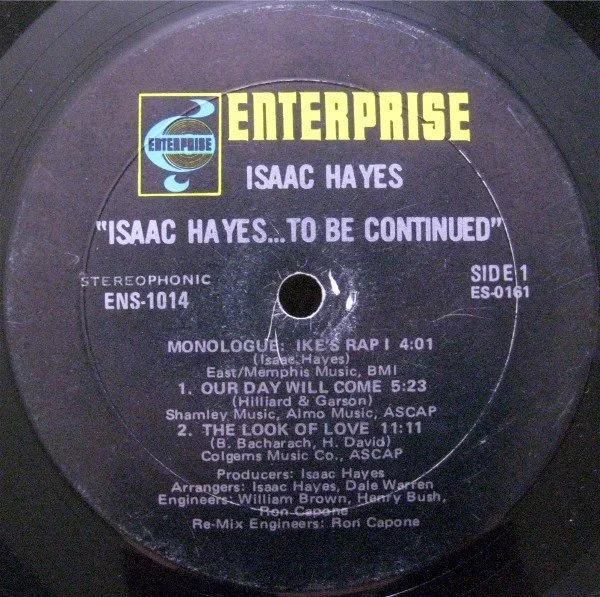 ENTERPRISE
ENTERPRISE
ISAAC HAYES
"ISAAC HAYES...TO BE CONTINUED"
STEREOPHONIC
ENS-1014
SIDE 1
ES-0161
MONOLOGUE: IKE'S RAP I 4:01
(Isaac Hayes)
East/Memphis Music, BMI
1. OUR DAY WILL COME 5:23
(Hilliard & Garson)
Shamley Music, Almo Music, ASCAP
2. THE LOOK OF LOVE 11:11
(B. Bacharach, H. David)
Colgems Music Co., ASCAP
Producers: Isaac Hayes
Arrangers: Isaac Hayes, Dale Warren
Engineers: William Brown, Henry Bush,
Ron Capone
Re-Mix Engineers: Ron Capone